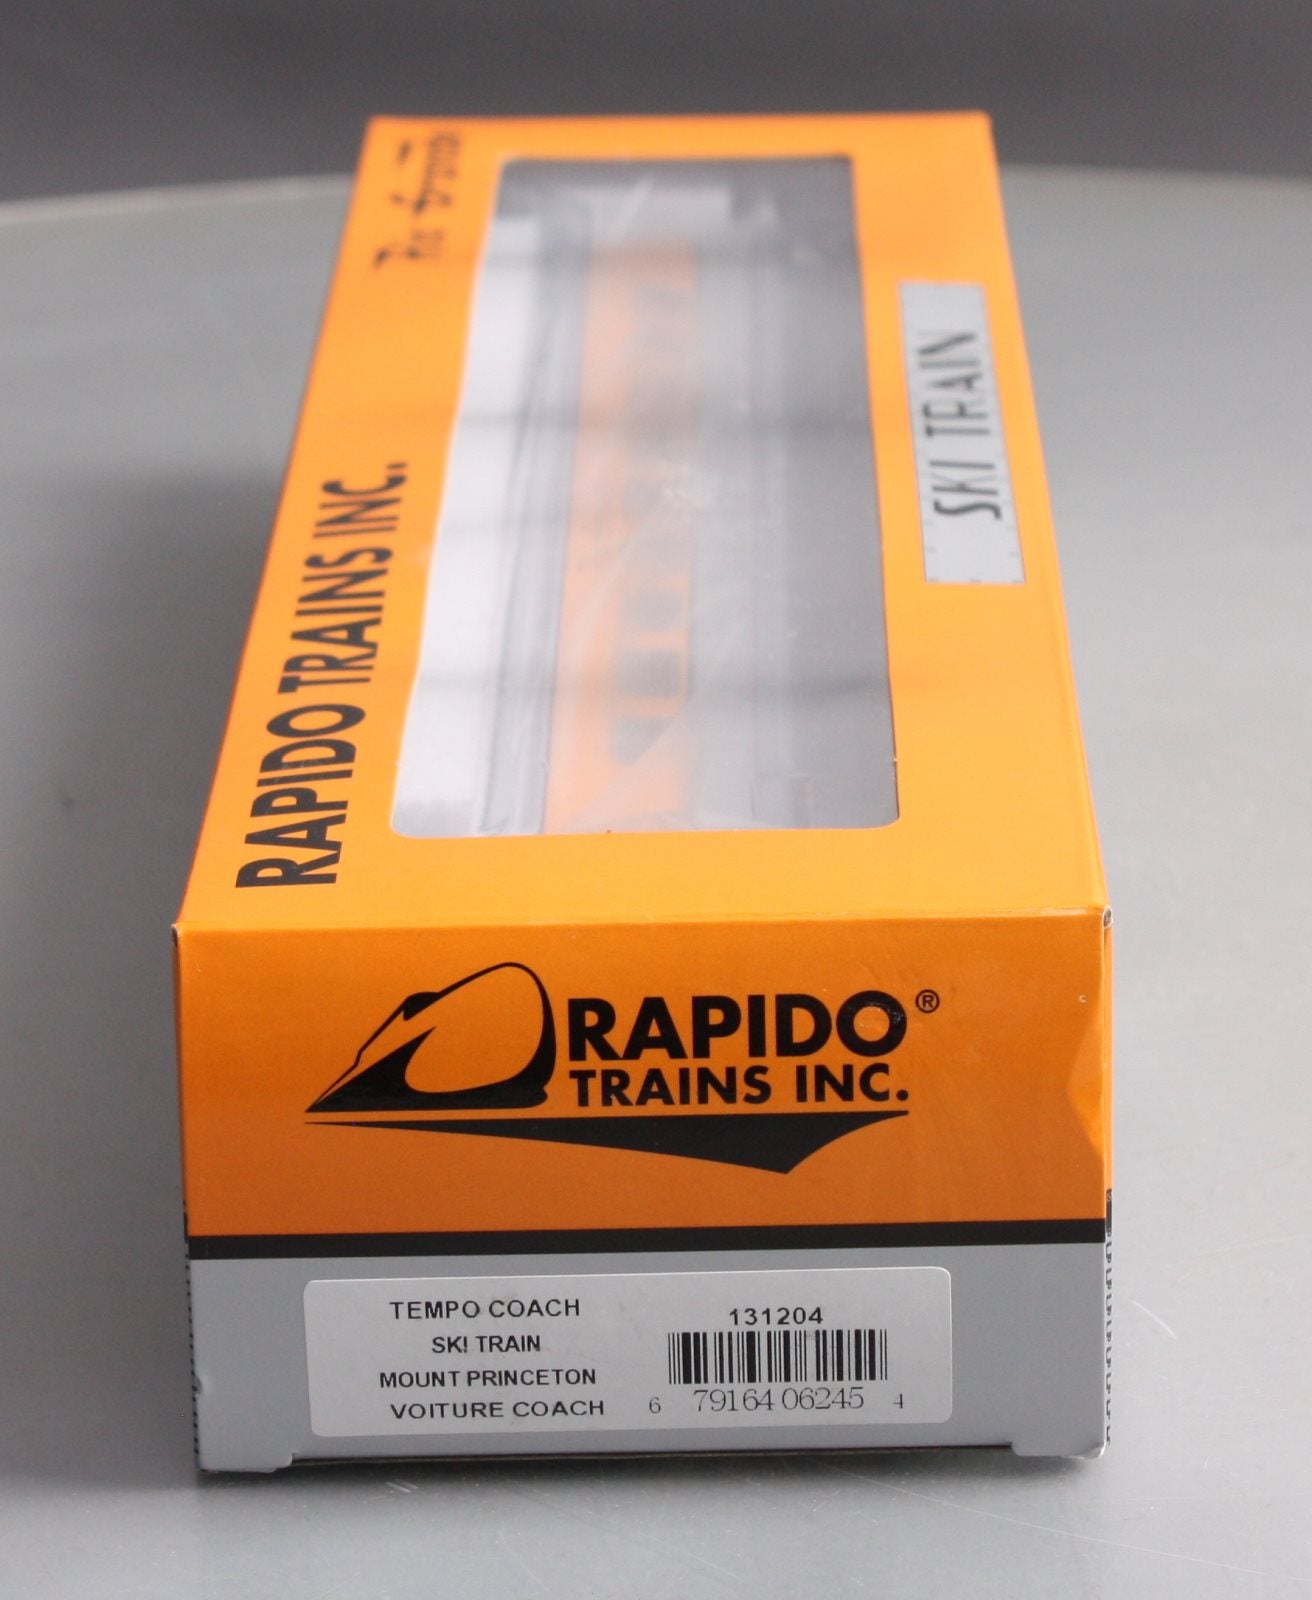 RAPIDO TRAINS INC.
SKI TRAIN
RAPIDO®
TRAINS INC.
TEMPO COACH
SKI TRAIN
MOUNT PRINCETON
VOITURE COACH
131204
6 79164 06245 4